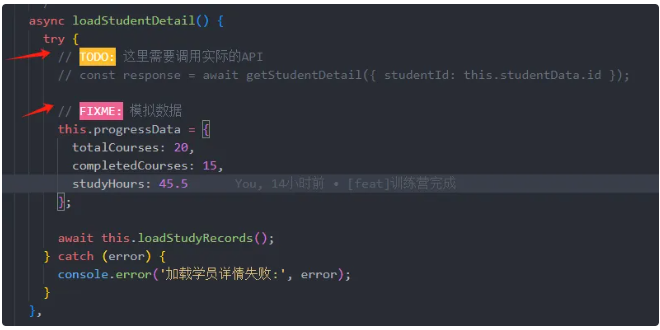 async loadStudentDetail() {
try {
// TODO: 这里需要调用实际的API
// const response = await getStudentDetail({ studentId: this.studentData.id });
// FIXME: 模拟数据
this.progressData = {
totalCourses: 20,
completedCourses: 15,
studyHours: 45.5 You, 14小时前 • [feat]训练营完成
};
await this.loadStudyRecords();
} catch (error) {
console.error('加载学员详情失败:', error);
}
},